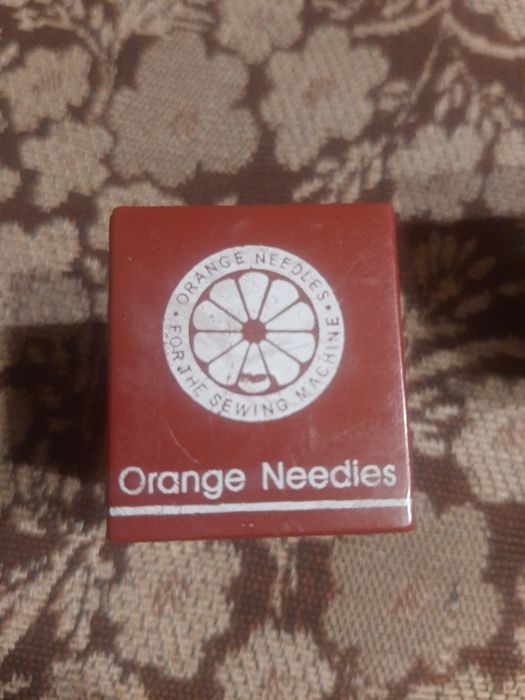 • ORANGE NEEDLES •
FOR THE SEWING MACHINE
Orange Needles